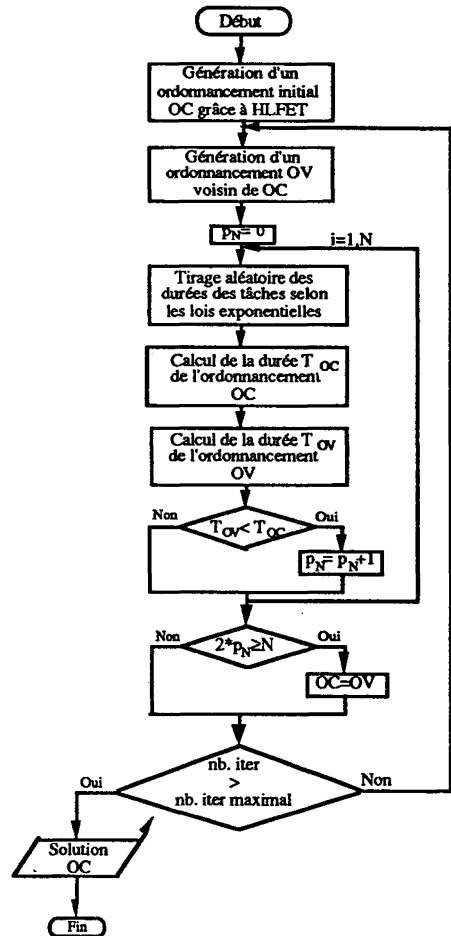 Début
Génération d'un
ordonnancement initial
OC grâce à HLFET
Génération d'un
ordonnancement OV
voisin de OC
p_N = 0
i=1,N
Tirage aléatoire des
durées des tâches selon
les lois exponentielles
Calcul de la durée T_OC
de l'ordonnancement
OC
Calcul de la durée T_OV
de l'ordonnancement
OV
Non
T_OV < T_OC
Oui
p_N = p_N+1
Non
2*p_N≥N
Oui
OC=OV
Oui
nb. iter
>
nb. iter maximal
Non
Solution
OC
Fin